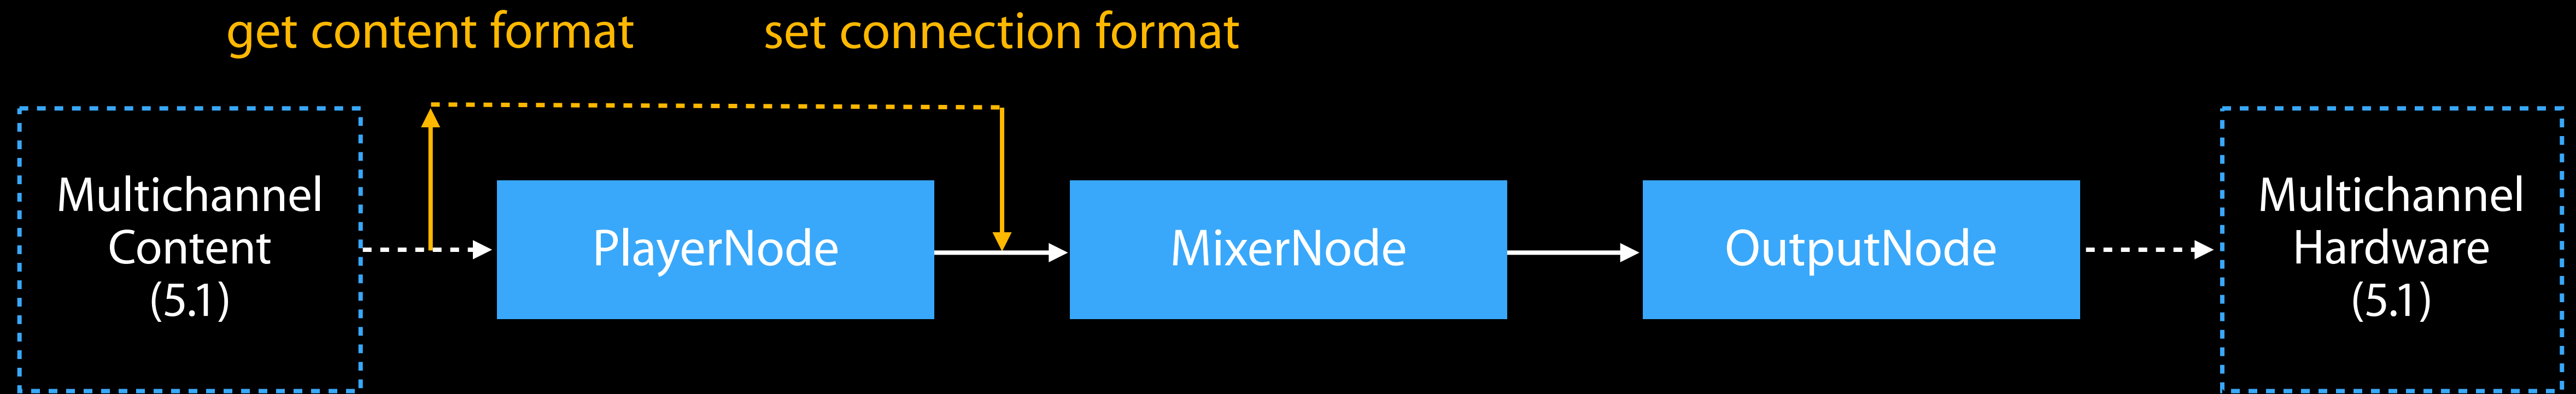 get content format
set connection format
Multichannel
Content
(5.1)
PlayerNode
MixerNode
OutputNode
Multichannel
Hardware
(5.1)